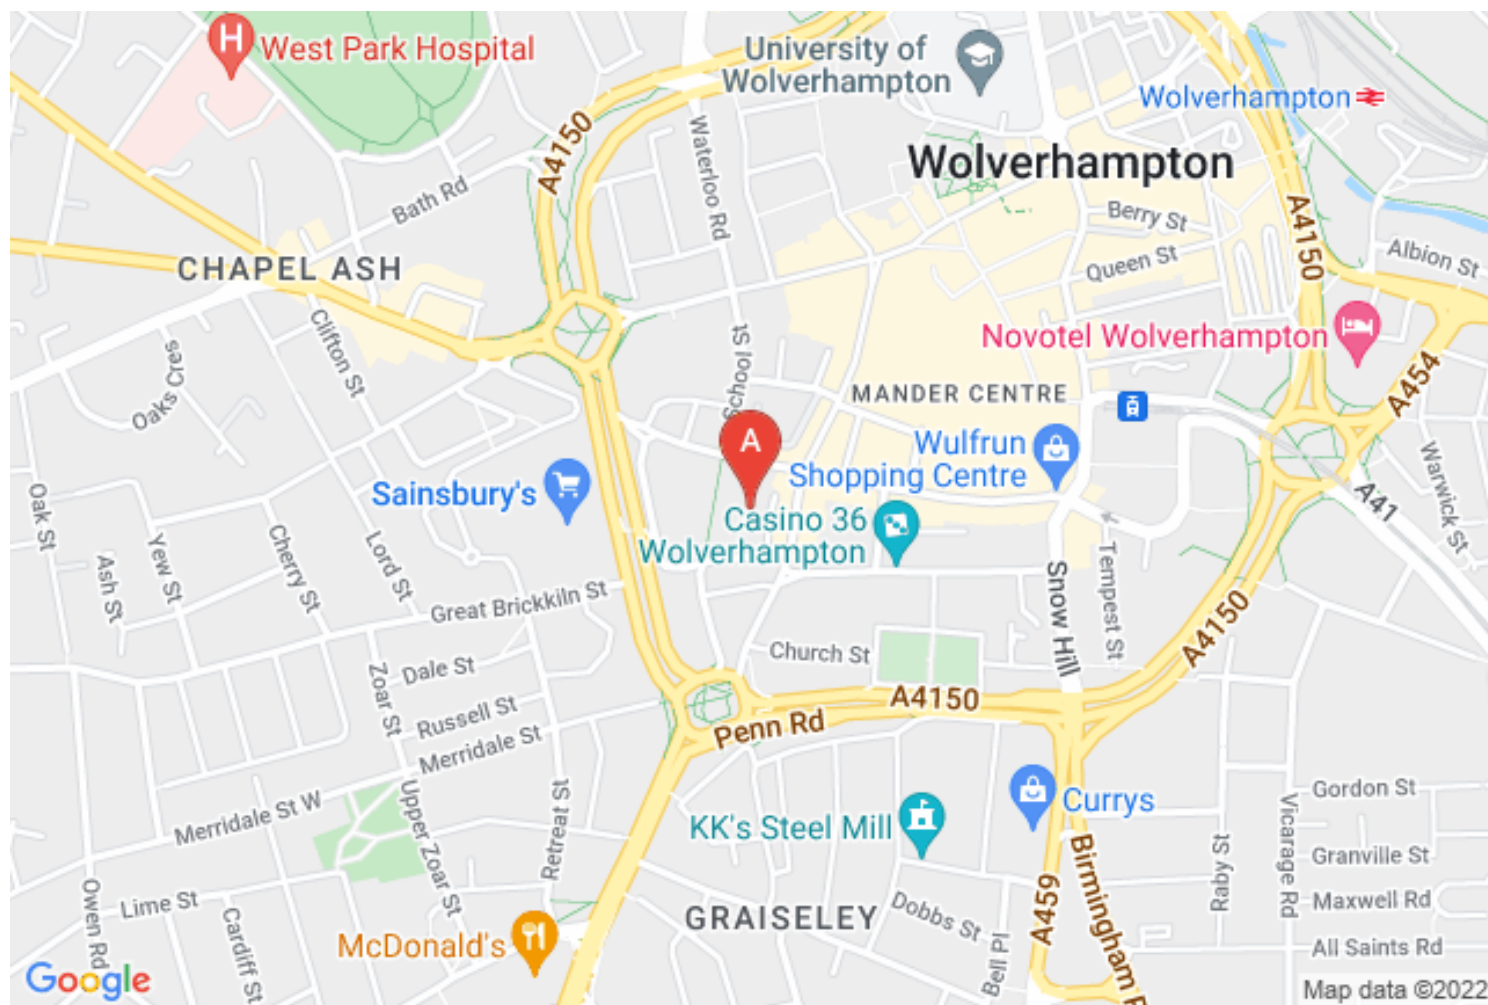 West Park Hospital
University of
Wolverhampton
Wolverhampton
Wolverhampton
A4150
Waterloo Rd
Bath Rd
Berry St
Queen St
A4150
Albion St
CHAPEL ASH
Clifton St
Oaks Cres
School St
Novotel Wolverhampton
A454
MANDER CENTRE
A
Wulfrun
Shopping Centre
Warwick St
A41
Sainsbury's
Casino 36
Wolverhampton
Oak St
Yew St
Ash St
Cherry St
Lord St
Great Brickkiln St
Snow Hill
Tempest St
A4150
Church St
Dale St
Zoar St
Russell St
Merridale St
A4150
Penn Rd
Merridale St W
Upper Zoar St
Retreat St
KK's Steel Mill
Currys
Gordon St
Vicarage Rd
Raby St
Granville St
Birmingham R
A459
Maxwell Rd
Owen Rd
Lime St
Cardiff St
McDonald's
GRAISELEY
Dobbs St
Bell Pl
All Saints Rd
Google
Map data ©2022